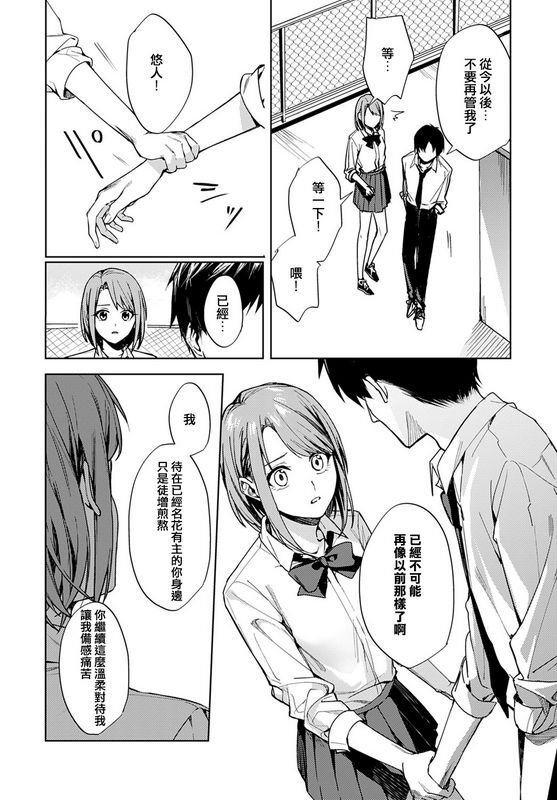 從今以後…
不要再管我了
等…
等一下！
喂！
悠人！
已經…
已經不可能
再像以前那樣了啊
我
待在已經名花有主的你身邊
只是徒增煎熬
你繼續這麼溫柔對待我
讓我備感痛苦